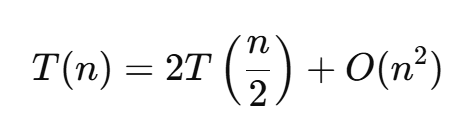 T(n) = 2T(n/2) + O(n²)